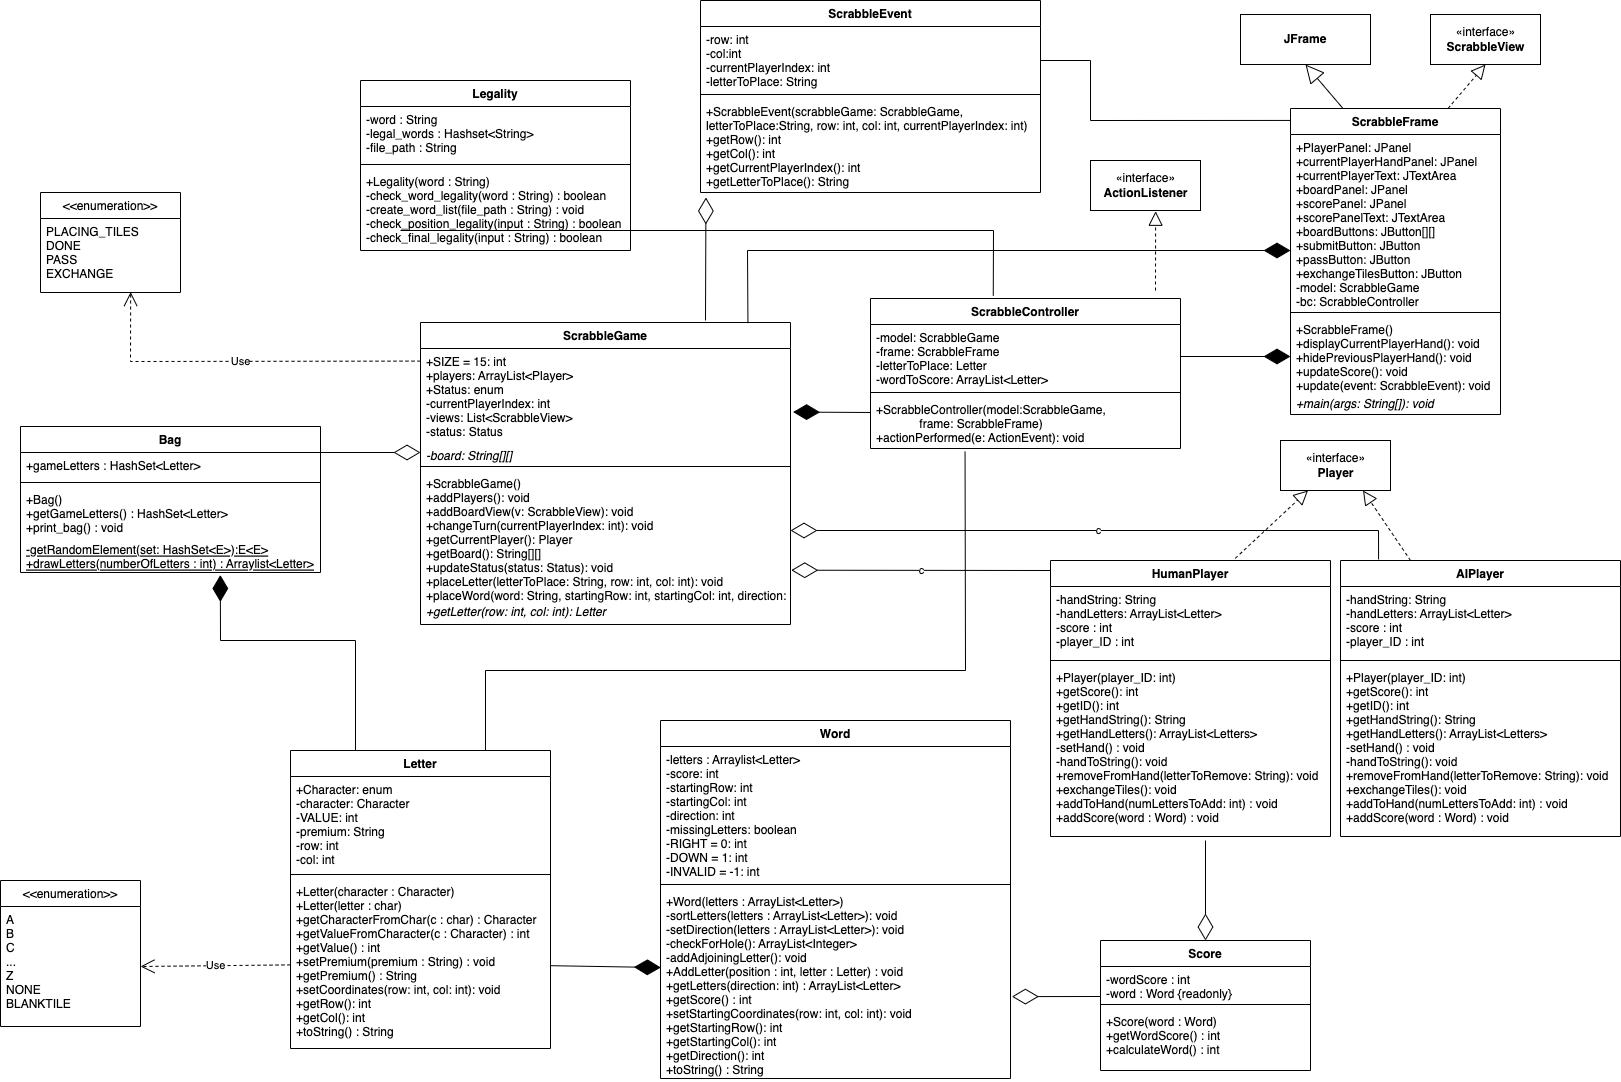 ScrabbleEvent
-row: int
-col:int
-currentPlayerIndex: int
-letterToPlace: String
+ScrabbleEvent(scrabbleGame: ScrabbleGame,
letterToPlace:String, row: int, col: int, currentPlayerIndex: int)
+getRow(): int
+getCol(): int
+getCurrentPlayerIndex(): int
+getLetterToPlace(): String
JFrame
«interface»
ScrabbleView
Legality
-word : String
-legal_words : Hashset<String>
-file_path : String
+Legality(word : String)
-check_word_legality(word : String) : boolean
-create_word_list(file_path : String) : void
-check_position_legality(input : String) : boolean
-check_final_legality(input : String) : boolean
ScrabbleFrame
+PlayerPanel: JPanel
+currentPlayerHandPanel: JPanel
+currentPlayerText: JTextArea
+boardPanel: JPanel
+scorePanel: JPanel
+scorePanelText: JTextArea
+boardButtons: JButton[][]
+submitButton: JButton
+passButton: JButton
+exchangeTilesButton: JButton
-model: ScrabbleGame
-bc: ScrabbleController
+ScrabbleFrame()
+displayCurrentPlayerHand(): void
+hidePreviousPlayerHand(): void
+updateScore(): void
+update(event: ScrabbleEvent): void
+main(args: String[]): void
«interface»
ActionListener
<<enumeration>>
PLACING_TILES
DONE
PASS
EXCHANGE
Use
ScrabbleGame
+SIZE = 15: int
+players: ArrayList<Player>
+Status: enum
-currentPlayerIndex: int
-views: List<ScrabbleView>
-status: Status
-board: String[][]
+ScrabbleGame()
+addPlayers(): void
+addBoardView(v: ScrabbleView): void
+changeTurn(currentPlayerIndex: int): void
+getCurrentPlayer(): Player
+getBoard(): String[][]
+updateStatus(status: Status): void
+placeLetter(letterToPlace: String, row: int, col: int): void
+placeWord(word: String, startingRow: int, startingCol: int, direction:
+getLetter(row: int, col: int): Letter
ScrabbleController
-model: ScrabbleGame
-frame: ScrabbleFrame
-letterToPlace: Letter
-wordToScore: ArrayList<Letter>
+ScrabbleController(model:ScrabbleGame,
frame: ScrabbleFrame)
+actionPerformed(e: ActionEvent): void
Bag
+gameLetters : HashSet<Letter>
+Bag()
+getGameLetters() : HashSet<Letter>
+print_bag() : void
-getRandomElement(set: HashSet<E>):E<E>
+drawLetters(numberOfLetters : int) : Arraylist<Letter>
«interface»
Player
c
c
HumanPlayer
-handString: String
-handLetters: ArrayList<Letter>
-score : int
-player_ID : int
+Player(player_ID: int)
+getScore(): int
+getID(): int
+getHandString(): String
+getHandLetters(): ArrayList<Letters>
-setHand() : void
-handToString(): void
+removeFromHand(letterToRemove: String): void
+exchangeTiles(): void
+addToHand(numLettersToAdd: int) : void
+addScore(word : Word) : void
AIPlayer
-handString: String
-handLetters: ArrayList<Letter>
-score : int
-player_ID : int
+Player(player_ID: int)
+getScore(): int
+getID(): int
+getHandString(): String
+getHandLetters(): ArrayList<Letters>
-setHand() : void
-handToString(): void
+removeFromHand(letterToRemove: String): void
+exchangeTiles(): void
+addToHand(numLettersToAdd: int) : void
+addScore(word : Word) : void
Letter
+Character: enum
-character: Character
-VALUE: int
-premium: String
-row: int
-col: int
+Letter(character : Character)
+Letter(letter : char)
+getCharacterFromChar(c : char) : Character
+getValueFromCharacter(c : Character) : int
+getValue() : int
+setPremium(premium : String) : void
+getPremium() : String
+setCoordinates(row: int, col: int): void
+getRow(): int
+getCol(): int
+toString() : String
Word
-letters : Arraylist<Letter>
-score: int
-startingRow: int
-startingCol: int
-direction: int
-missingLetters: boolean
-RIGHT = 0: int
-DOWN = 1: int
-INVALID = -1: int
+Word(letters : ArrayList<Letter>)
-sortLetters(letters : ArrayList<Letter>): void
-setDirection(letters : ArrayList<Letter>): void
-checkForHole(): ArrayList<Integer>
-addAdjoiningLetter(): void
+AddLetter(position : int, letter : Letter) : void
+getLetters(direction: int) : ArrayList<Letter>
+getScore() : int
+setStartingCoordinates(row: int, col: int): void
+getStartingRow(): int
+getStartingCol(): int
+getDirection(): int
+toString() : String
<<enumeration>>
A
B
C
...
Z
NONE
BLANKTILE
Use
Score
-wordScore : int
-word : Word {readonly}
+Score(word : Word)
+getWordScore() : int
+calculateWord() : int